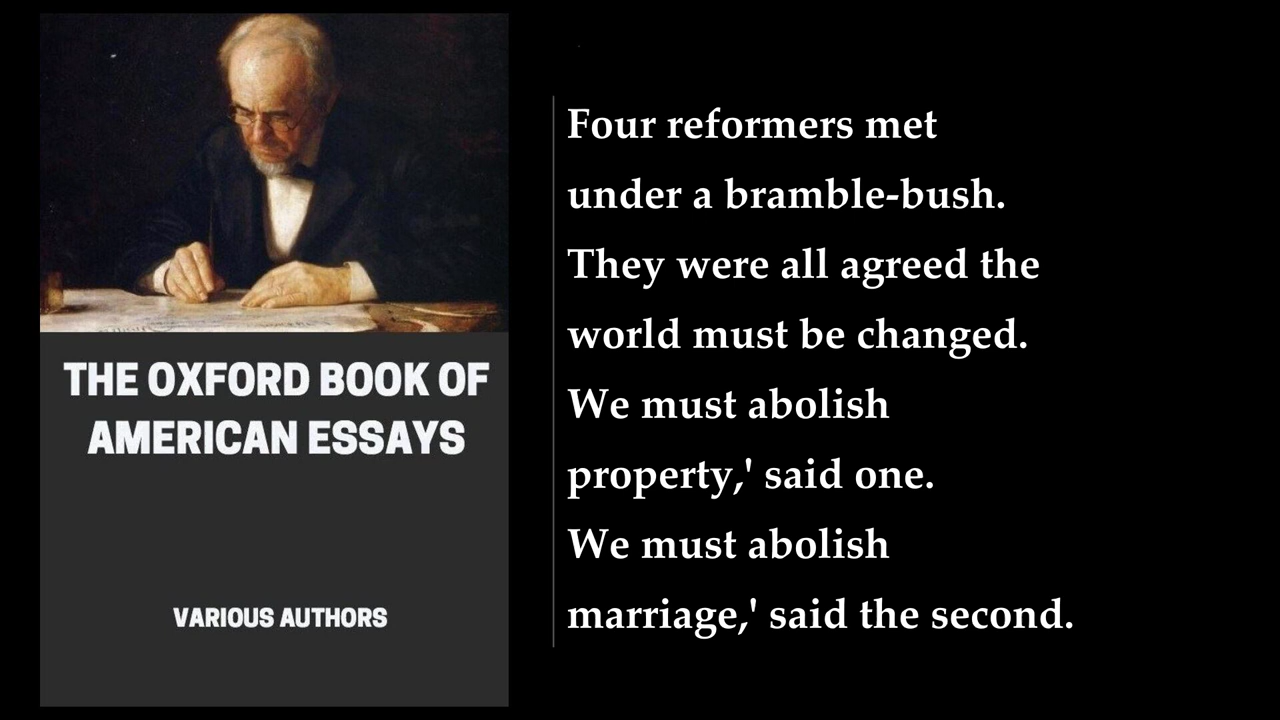 THE OXFORD BOOK OF
AMERICAN ESSAYS
VARIOUS AUTHORS
Four reformers met
under a bramble-bush.
They were all agreed the
world must be changed.
We must abolish
property,' said one.
We must abolish
marriage,' said the second.